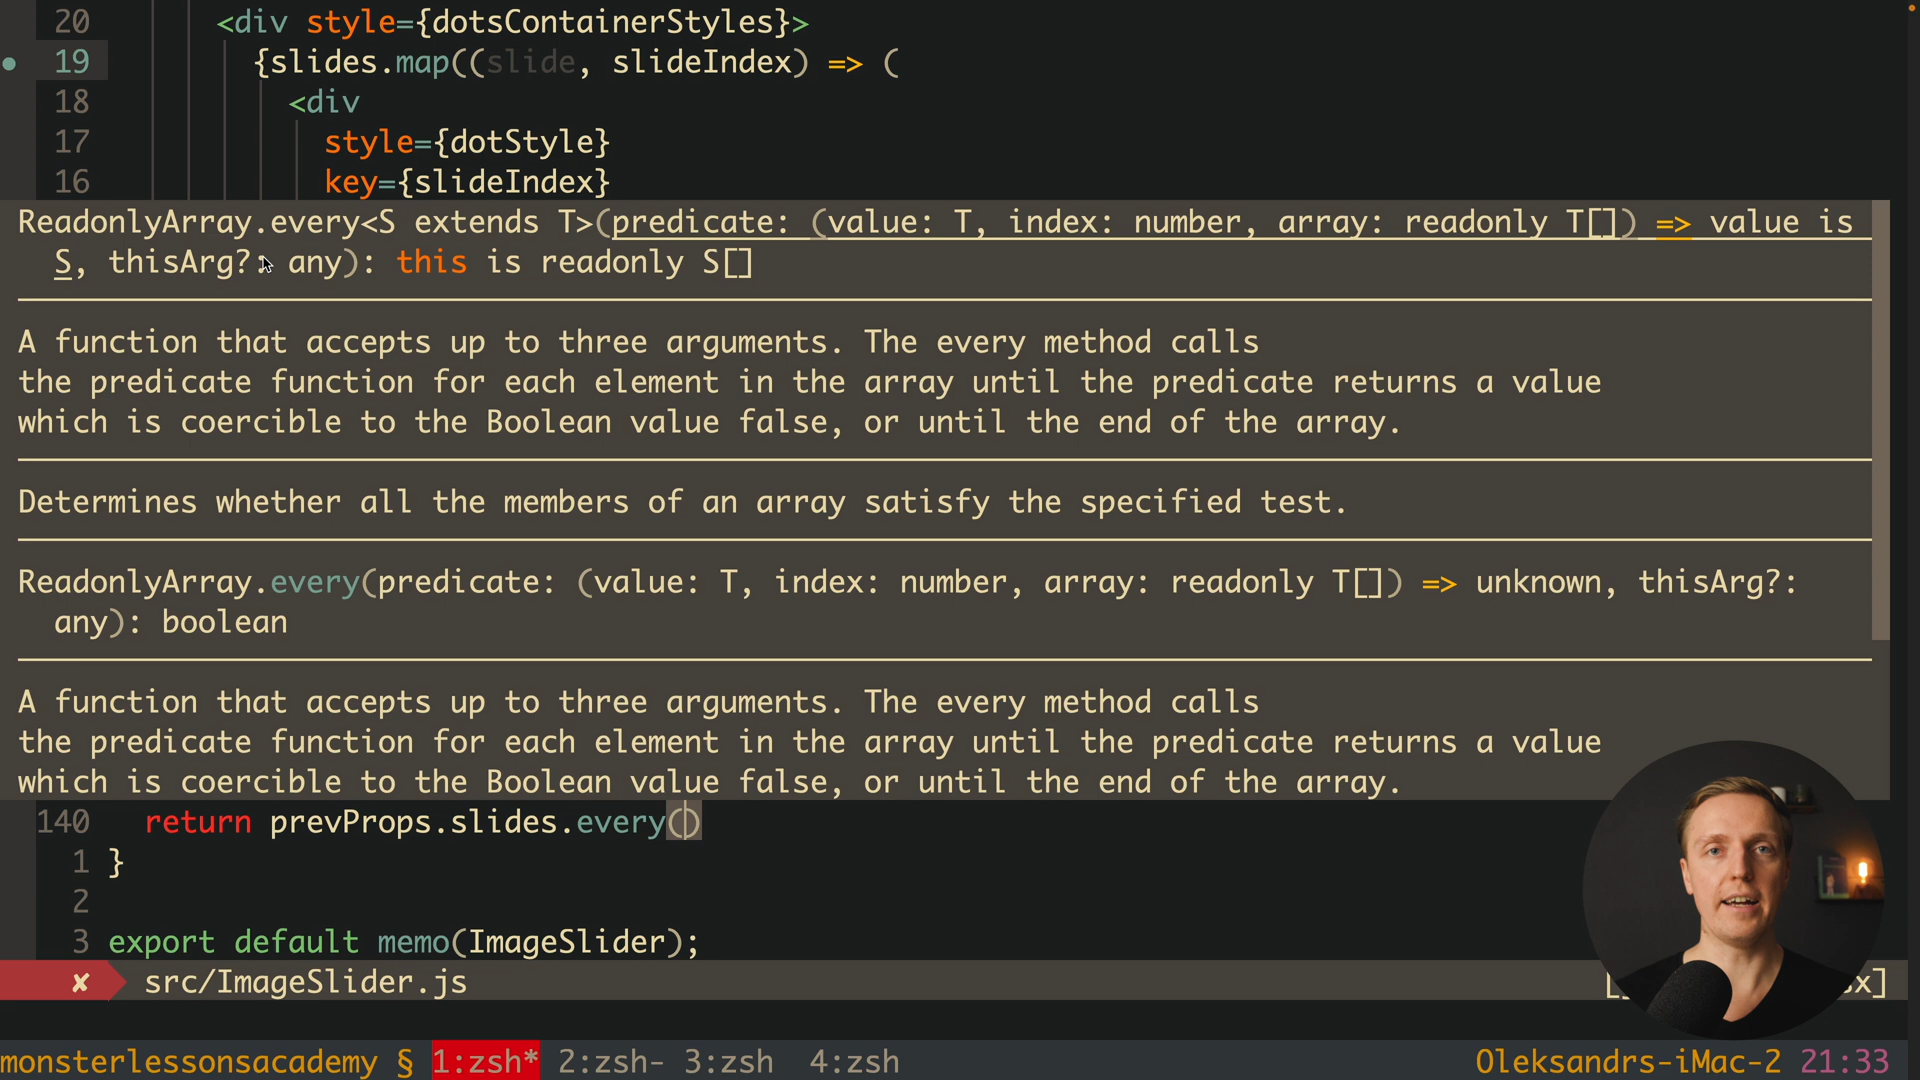 20 <div style={dotsContainerStyles}>
19 {slides.map((slide, slideIndex) => (
18 <div
17 style={dotStyle}
16 key={slideIndex}
ReadonlyArray.every<S extends T>(predicate: (value: T, index: number, array: readonly T[]) => value is
S, thisArg?: any): this is readonly S[]
A function that accepts up to three arguments. The every method calls
the predicate function for each element in the array until the predicate returns a value
which is coercible to the Boolean value false, or until the end of the array.
Determines whether all the members of an array satisfy the specified test.
ReadonlyArray.every(predicate: (value: T, index: number, array: readonly T[]) => unknown, thisArg?:
any): boolean
A function that accepts up to three arguments. The every method calls
the predicate function for each element in the array until the predicate returns a value
which is coercible to the Boolean value false, or until the end of the array.
140 return prevProps.slides.every()
1 }
2
3 export default memo(ImageSlider);
✘ src/ImageSlider.js
monsterlessonsacademy § 1:zsh* 2:zsh- 3:zsh 4:zsh Oleksandrs-iMac-2 21:33